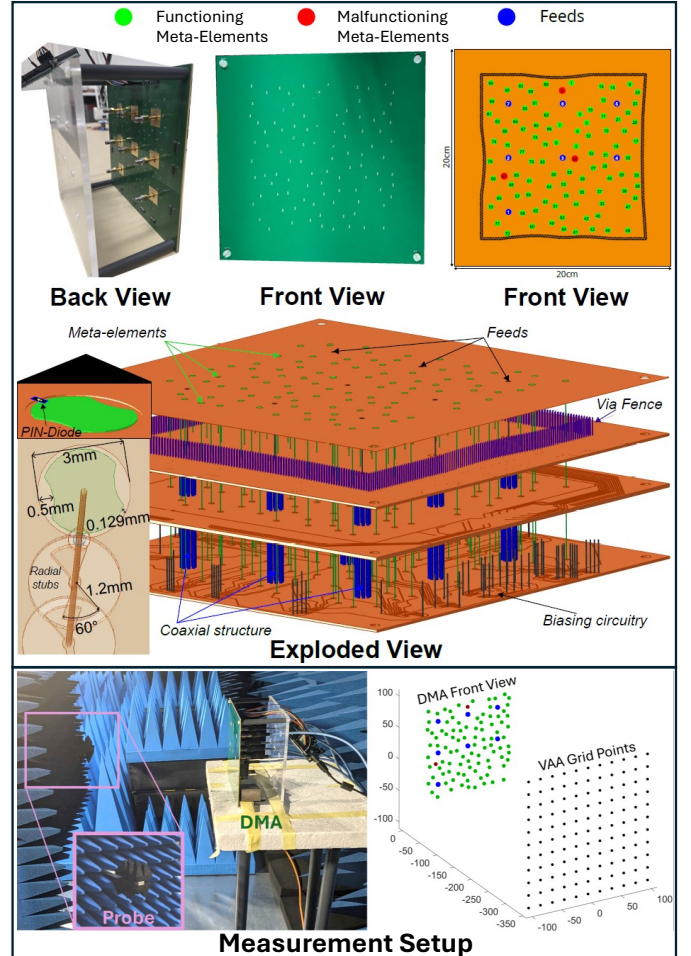 Functioning
Meta-Elements
Malfunctioning
Meta-Elements
Feeds
20cm
20cm
Back View
Front View
Front View
Meta-elements
Feeds
Via Fence
PIN-Diode
3mm
0.5mm
0.129mm
Radial
stubs
1.2mm
60°
Coaxial structure
Biasing circuitry
Exploded View
DMA Front View
VAA Grid Points
100
50
0
-50
-100
0
-50
-100
-150
-200
-250
-300
-350
-100
-50
0
50
100
DMA
Probe
Measurement Setup